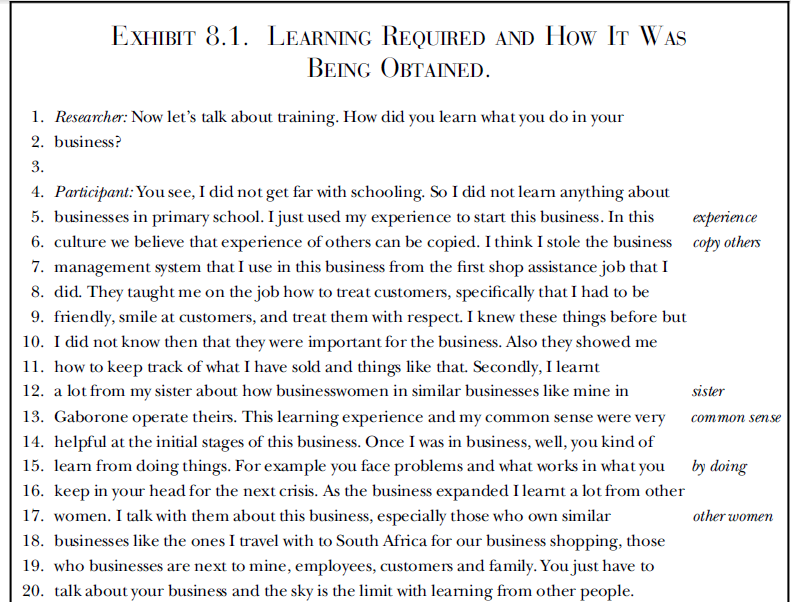 EXHIBIT 8.1. LEARNING REQUIRED AND HOW IT WAS
BEING OBTAINED.
1. Researcher: Now let's talk about training. How did you learn what you do in your
2. business?
3.
4. Participant: You see, I did not get far with schooling. So I did not learn anything about
5. businesses in primary school. I just used my experience to start this business. In this experience
6. culture we believe that experience of others can be copied. I think I stole the business copy others
7. management system that I use in this business from the first shop assistance job that I
8. did. They taught me on the job how to treat customers, specifically that I had to be
9. friendly, smile at customers, and treat them with respect. I knew these things before but
10. I did not know then that they were important for the business. Also they showed me
11. how to keep track of what I have sold and things like that. Secondly, I learnt
12. a lot from my sister about how businesswomen in similar businesses like mine in sister
13. Gaborone operate theirs. This learning experience and my common sense were very common sense
14. helpful at the initial stages of this business. Once I was in business, well, you kind of
15. learn from doing things. For example you face problems and what works in what you by doing
16. keep in your head for the next crisis. As the business expanded I learnt a lot from other
17. women. I talk with them about this business, especially those who own similar other women
18. businesses like the ones I travel with to South Africa for our business shopping, those
19. who businesses are next to mine, employees, customers and family. You just have to
20. talk about your business and the sky is the limit with learning from other people.